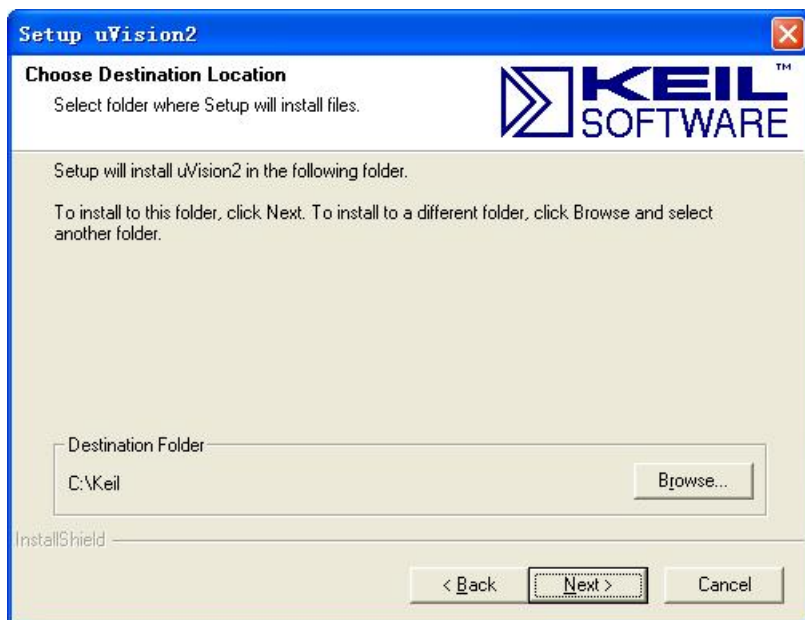 Setup uVision2
Choose Destination Location
Select folder where Setup will install files.
KEIL™
SOFTWARE
Setup will install uVision2 in the following folder.
To install to this folder, click Next. To install to a different folder, click Browse and select
another folder.
Destination Folder
C:\Keil
Browse...
InstallShield
< Back
Next >
Cancel